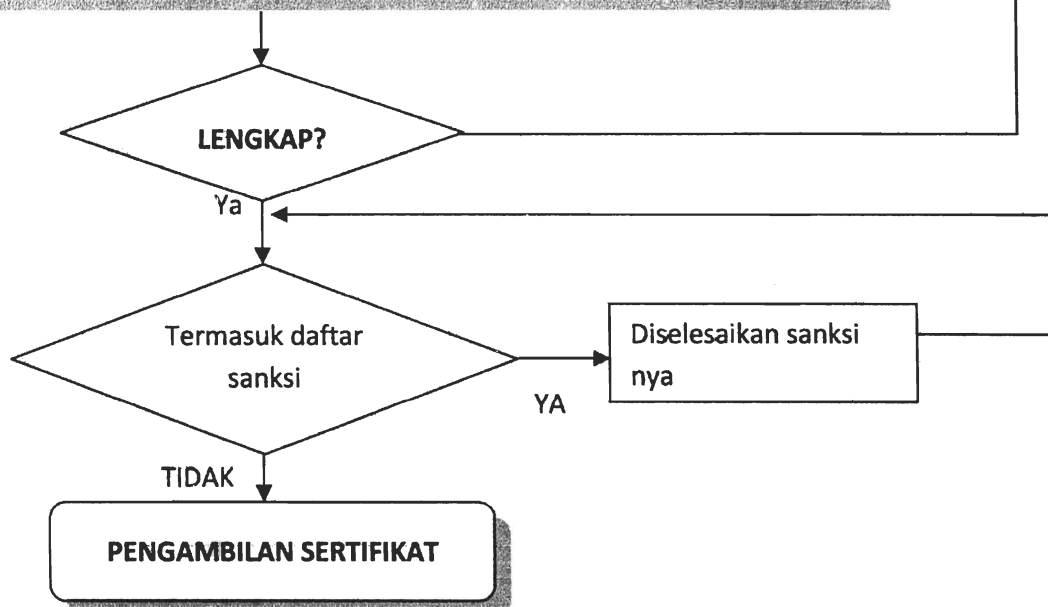 LENGKAP?
Ya
Termasuk daftar
sanksi
Diselesaikan sanksi
nya
YA
TIDAK
PENGAMBILAN SERTIFIKAT